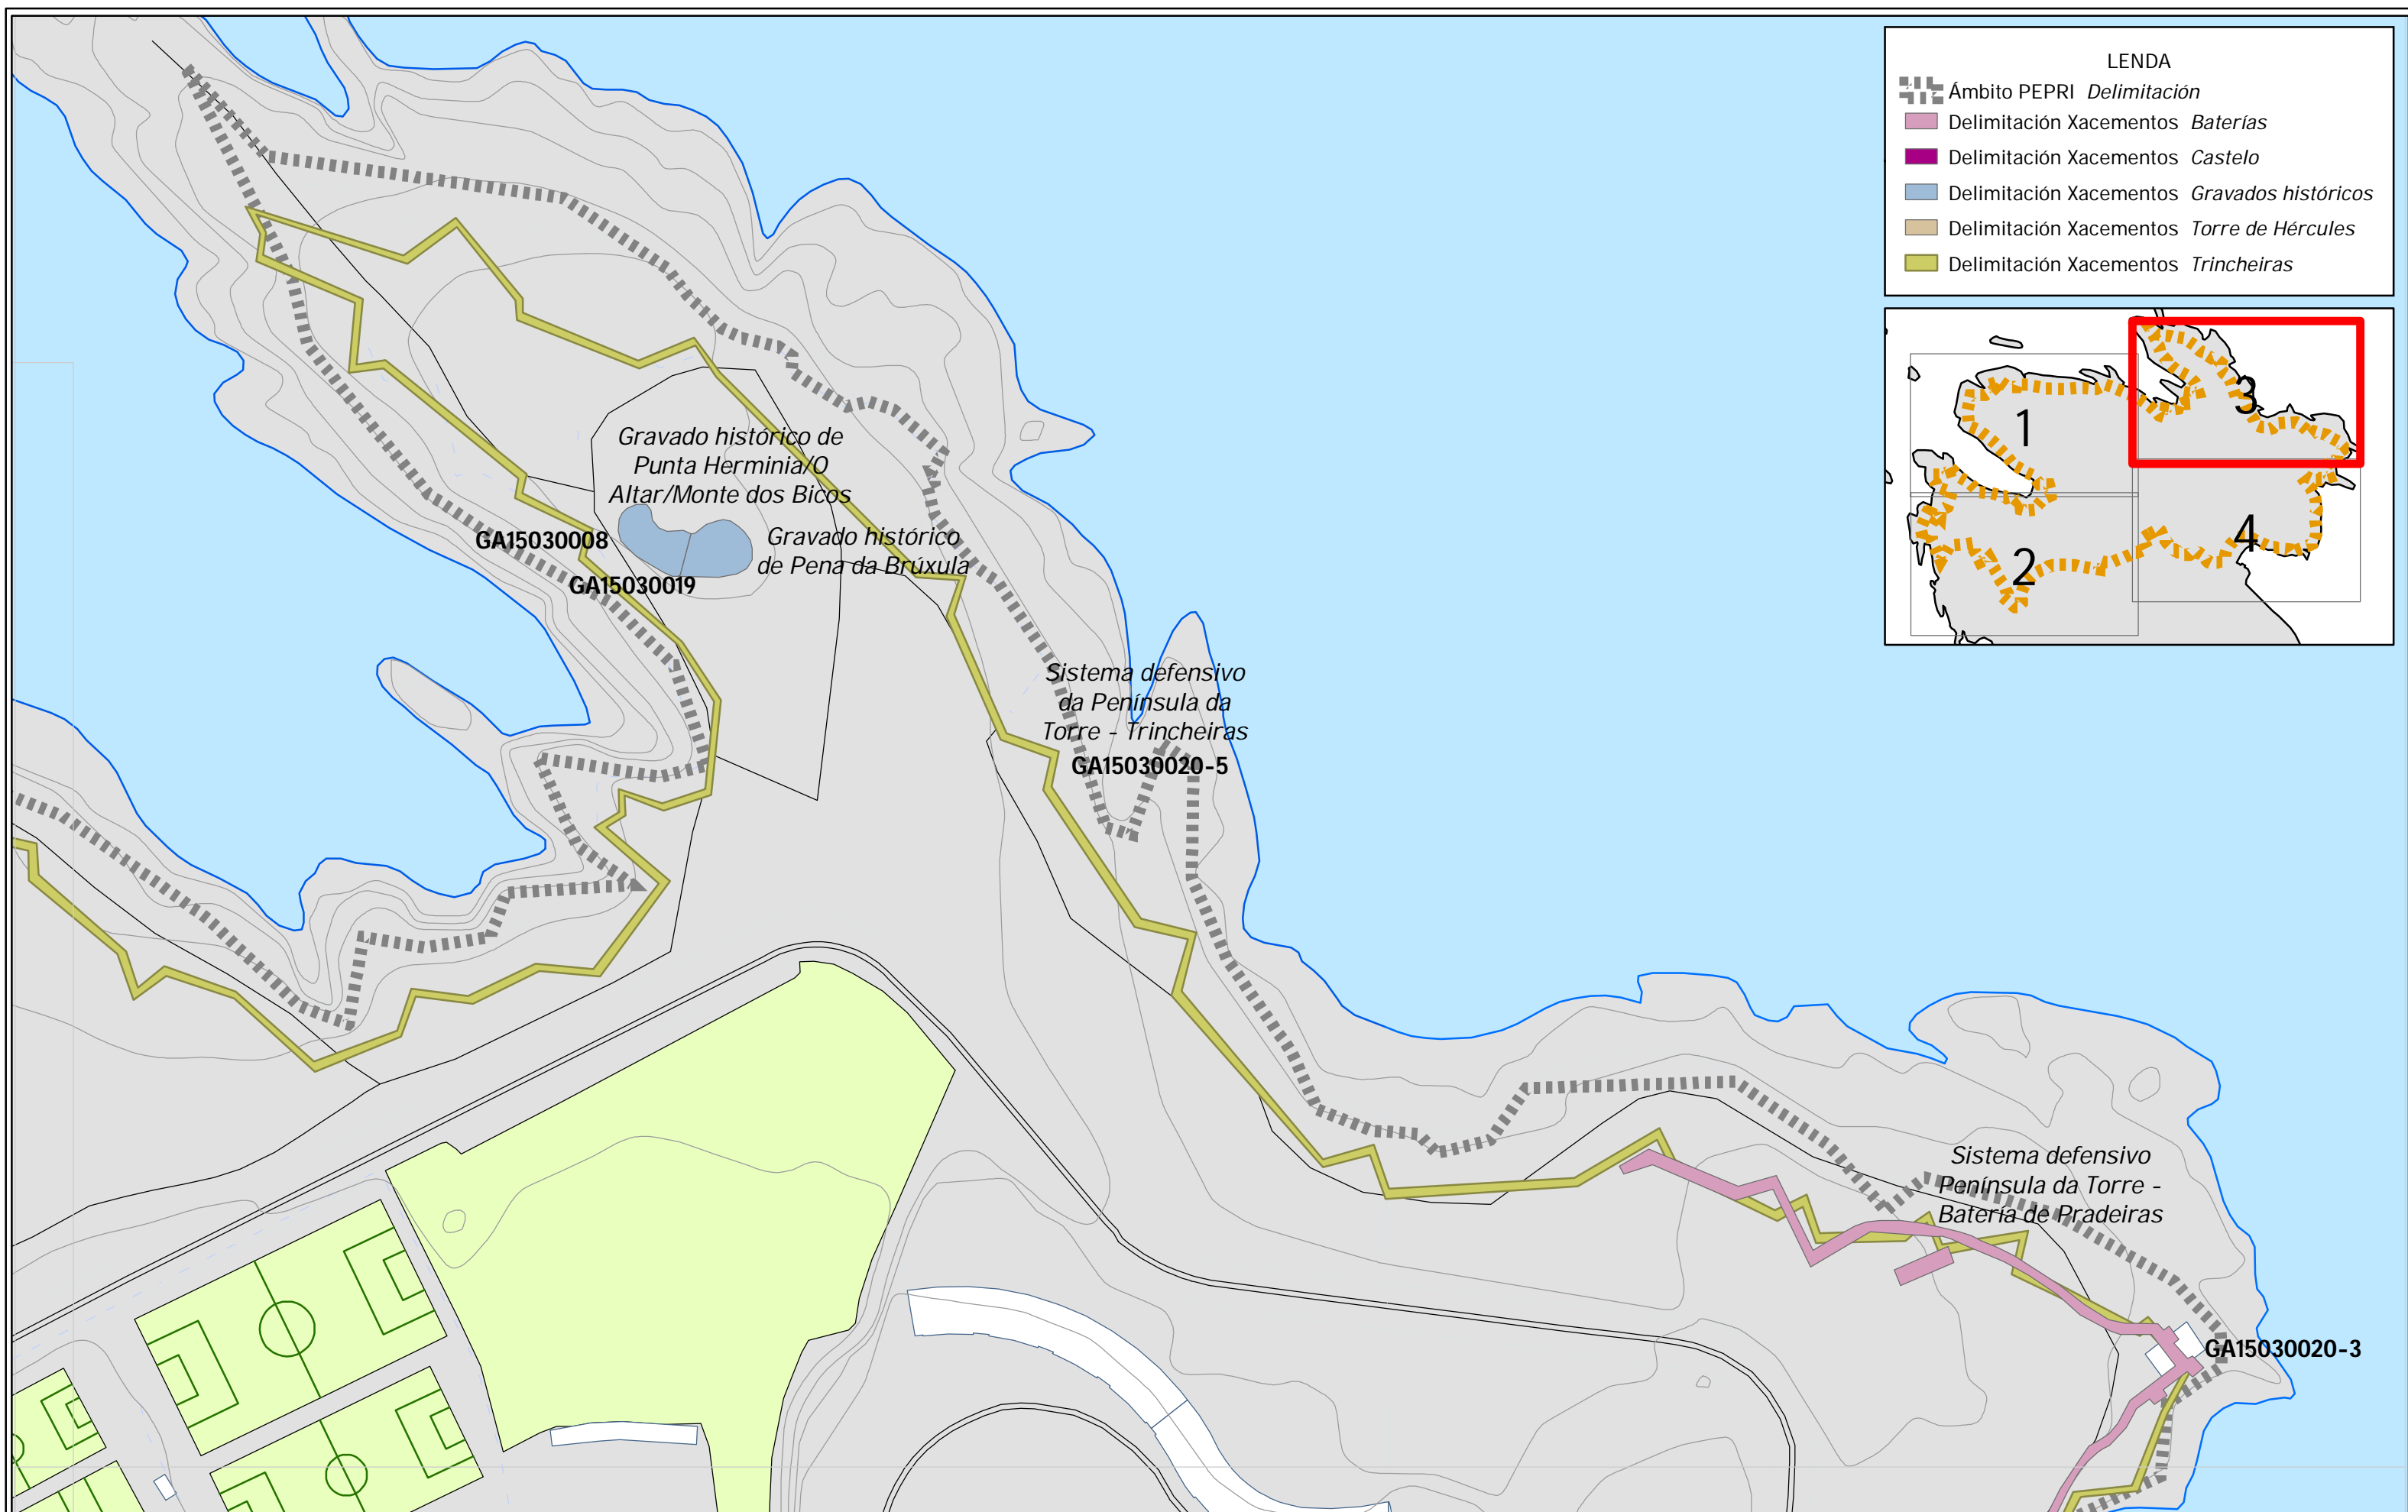 LENDA
Ámbito PEPRI Delimitación
Delimitación Xacementos Baterías
Delimitación Xacementos Castelo
Delimitación Xacementos Gravados históricos
Delimitación Xacementos Torre de Hércules
Delimitación Xacementos Trincheiras
1
3
2
4
Gravado histórico de
Punta Herminia/O
Altar/Monte dos Bicos
GA15030008
Gravado histórico
de Pena da Brúxula
GA15030019
Sistema defensivo
da Península da
Torre - Trincheiras
GA15030020-5
Sistema defensivo
Península da Torre -
Batería de Pradeiras
GA15030020-3